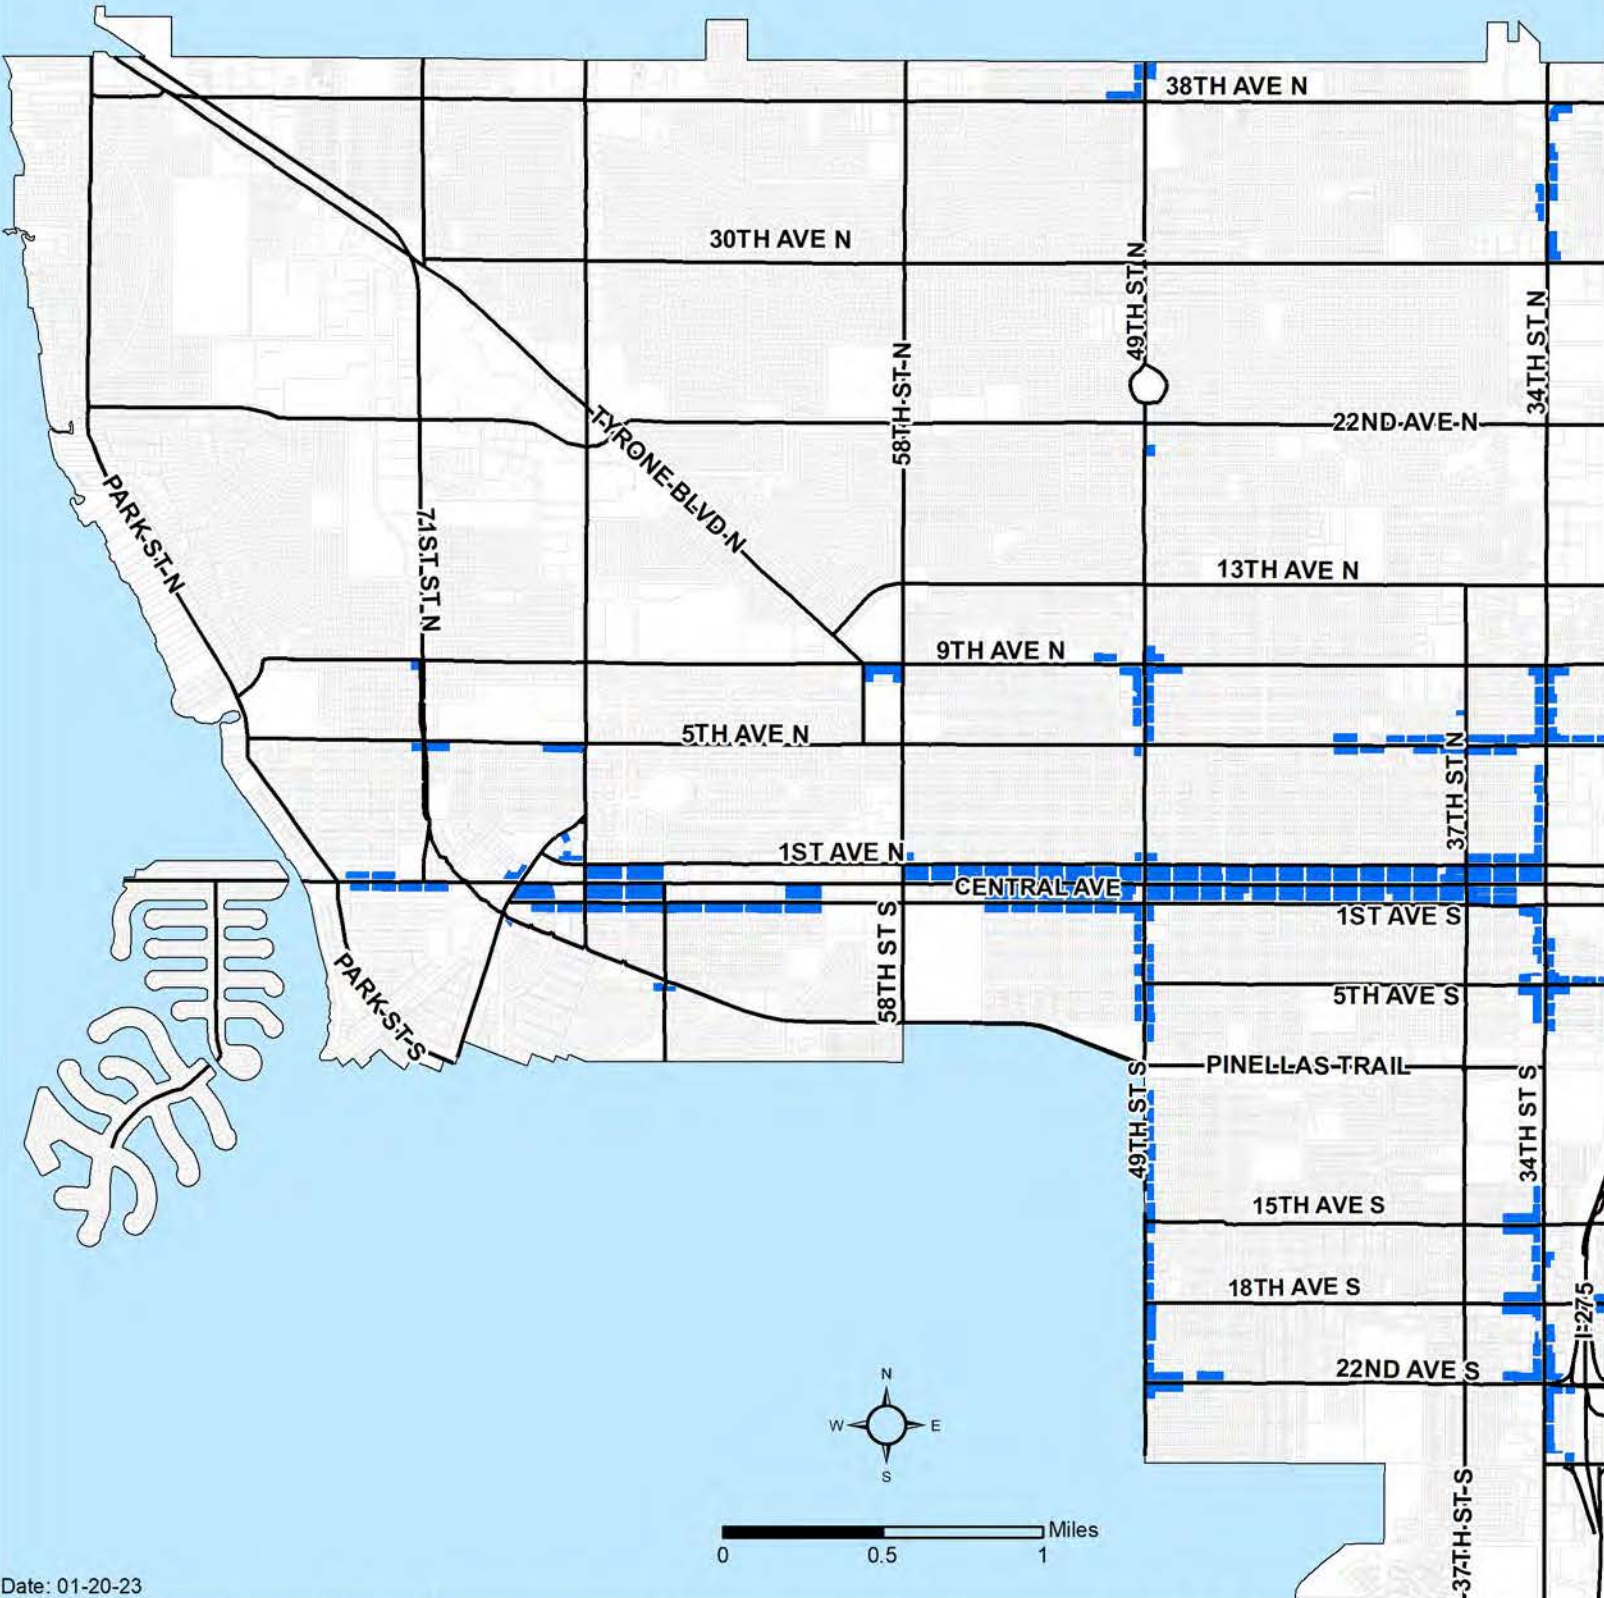 38TH AVE N
30TH AVE N
49TH ST N
34TH ST N
58TH ST N
22ND AVE N
TYRONE BLVD N
PARK ST N
71ST ST N
13TH AVE N
9TH AVE N
5TH AVE N
37TH ST N
1ST AVE N
CENTRAL AVE
1ST AVE S
58TH ST S
PARK ST S
5TH AVE S
PINELLAS TRAIL
49TH ST S
34TH ST S
15TH AVE S
18TH AVE S
I-275
22ND AVE S
N
W E
S
37TH ST S
Miles
0 0.5 1
Date: 01-20-23